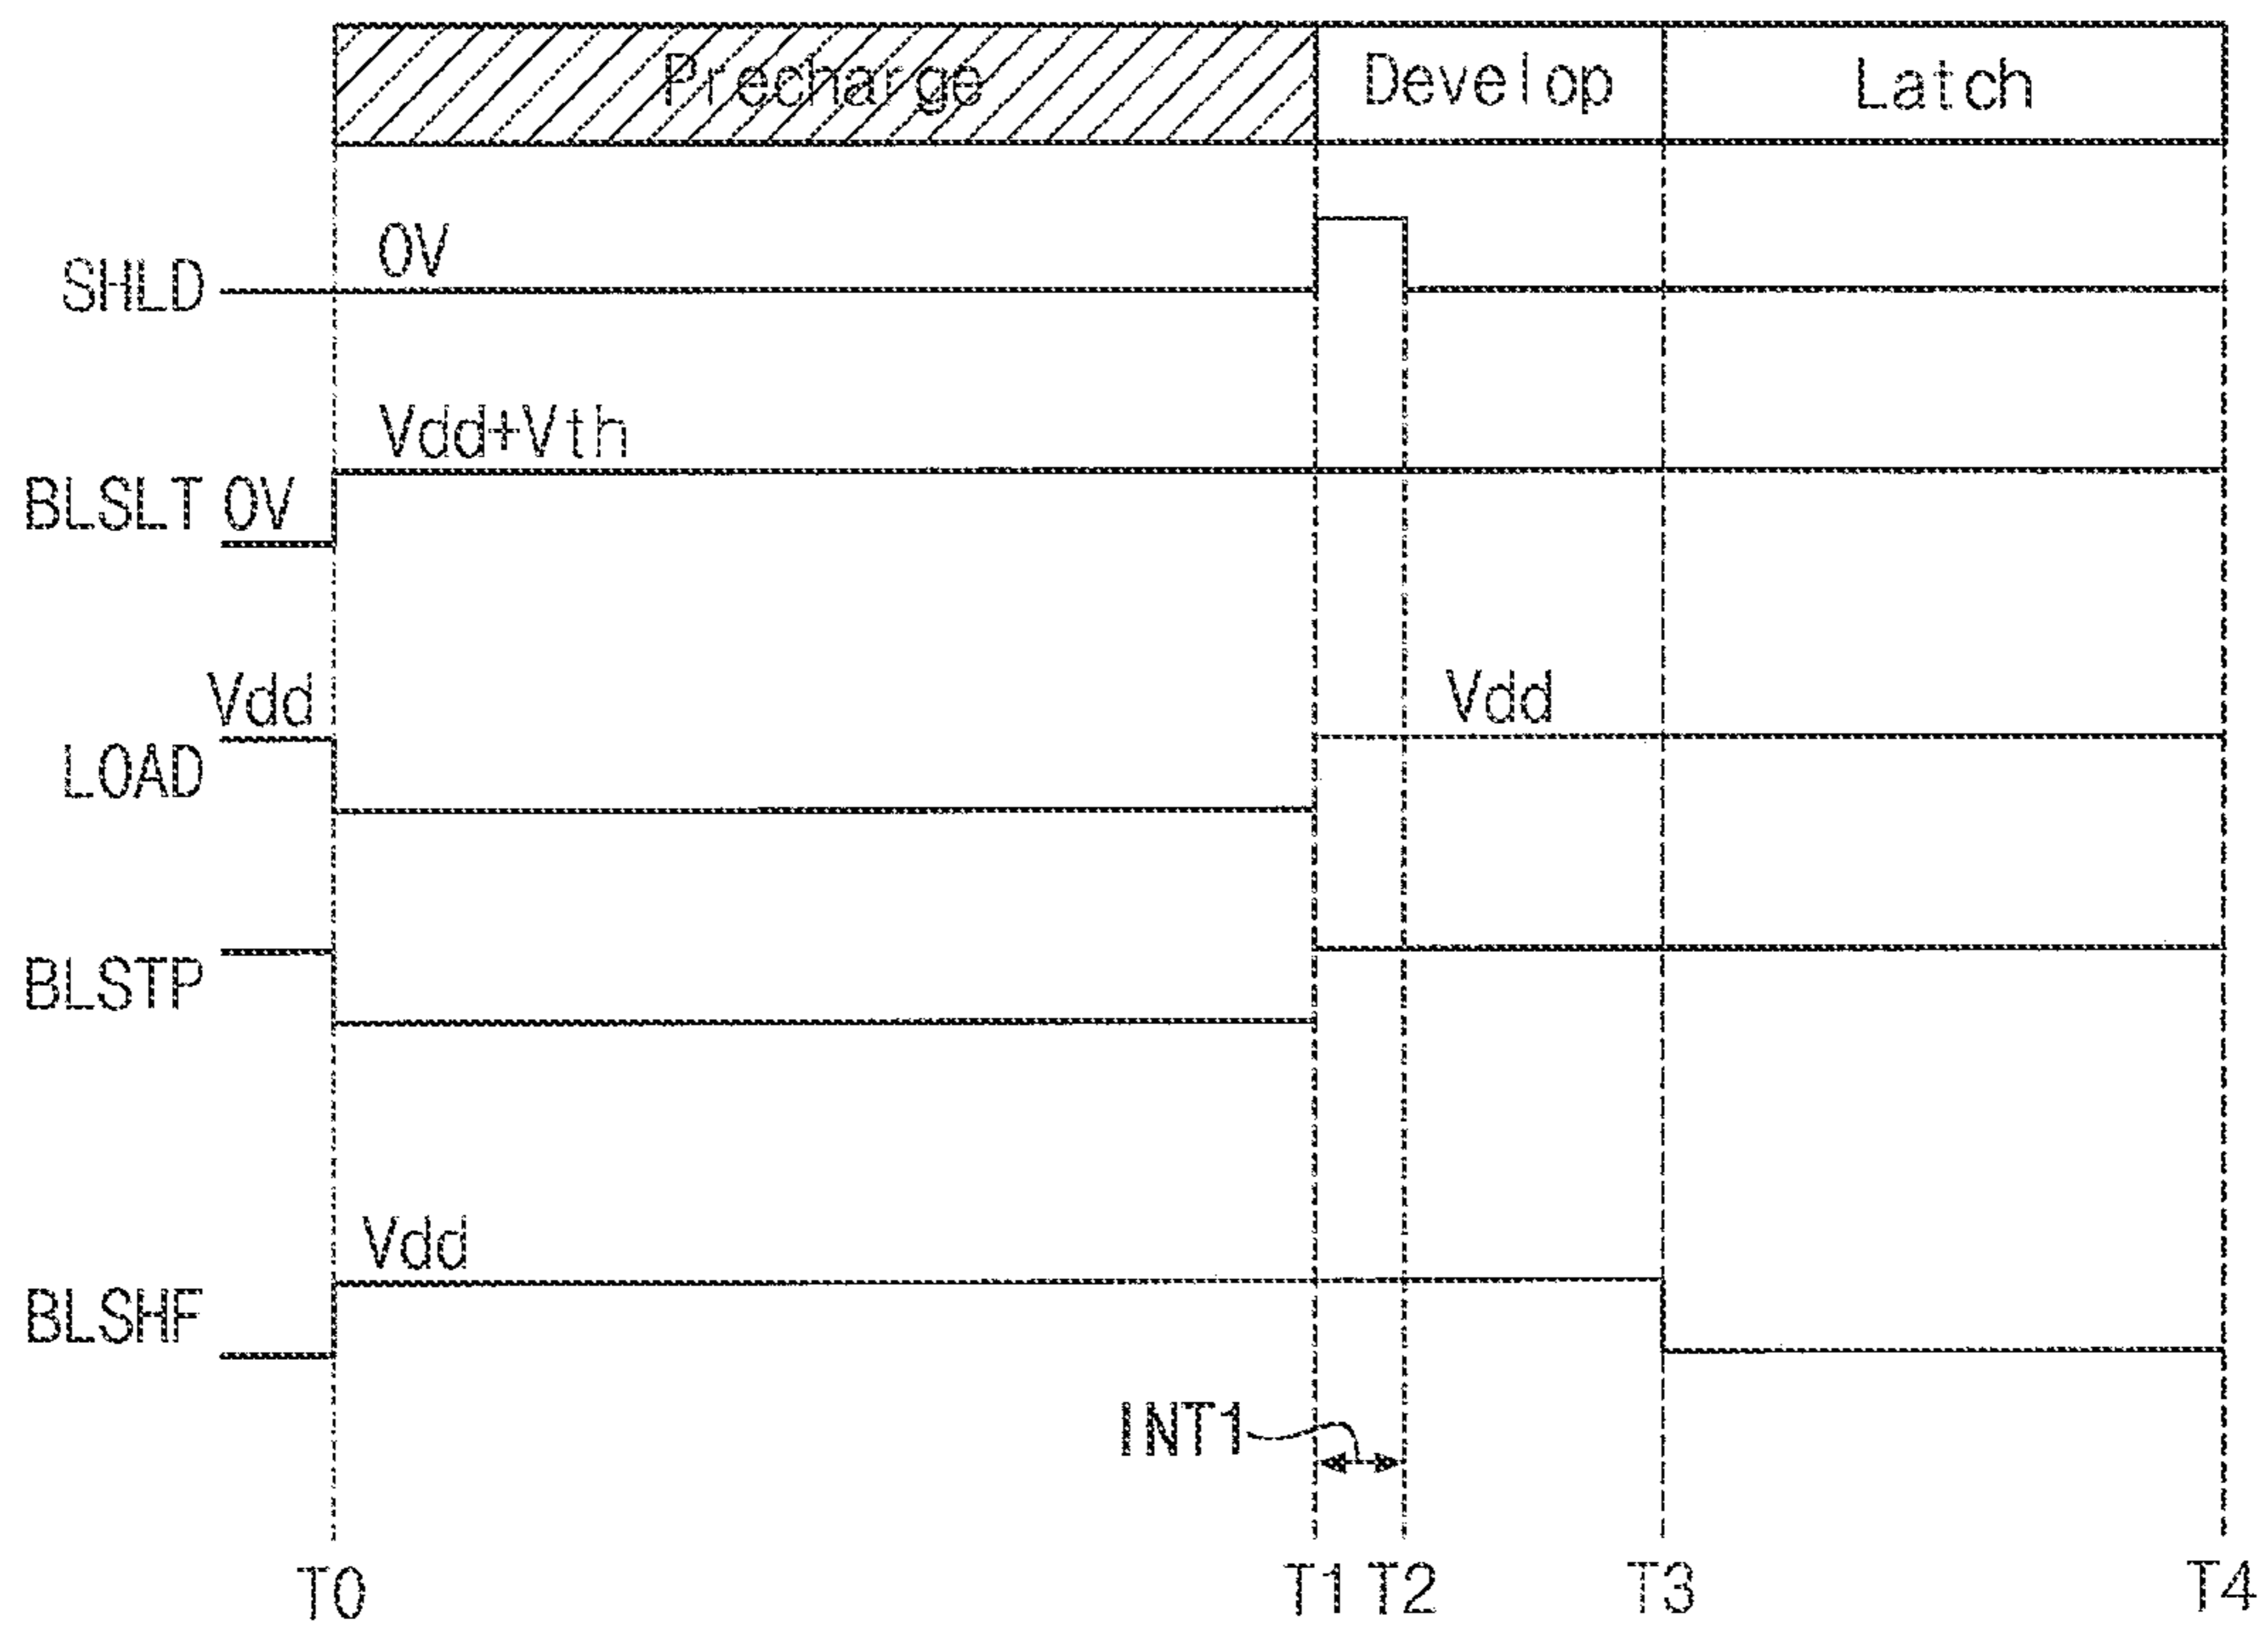 Precharge Develop Latch
SHLD 0V
Vdd+Vth
BLSLT 0V
Vdd Vdd
LOAD
BLSTP
Vdd
BLSHF
INT1
T0 T1 T2 T3 T4